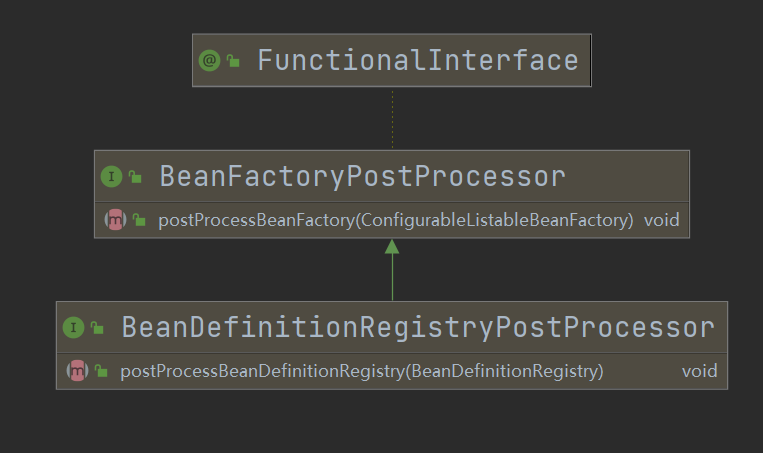 @ FunctionalInterface
I BeanFactoryPostProcessor
m postProcessBeanFactory(ConfigurableListableBeanFactory) void
I BeanDefinitionRegistryPostProcessor
m postProcessBeanDefinitionRegistry(BeanDefinitionRegistry) void